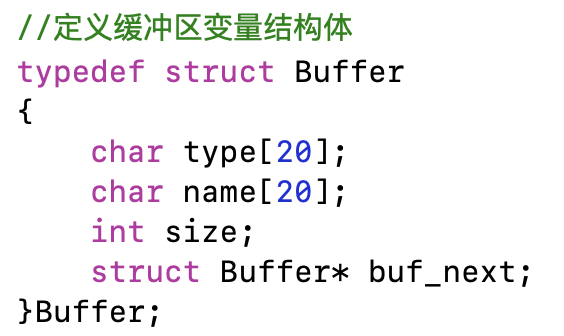 //定义缓冲区变量结构体
typedef struct Buffer
{
    char type[20];
    char name[20];
    int size;
    struct Buffer* buf_next;
}Buffer;